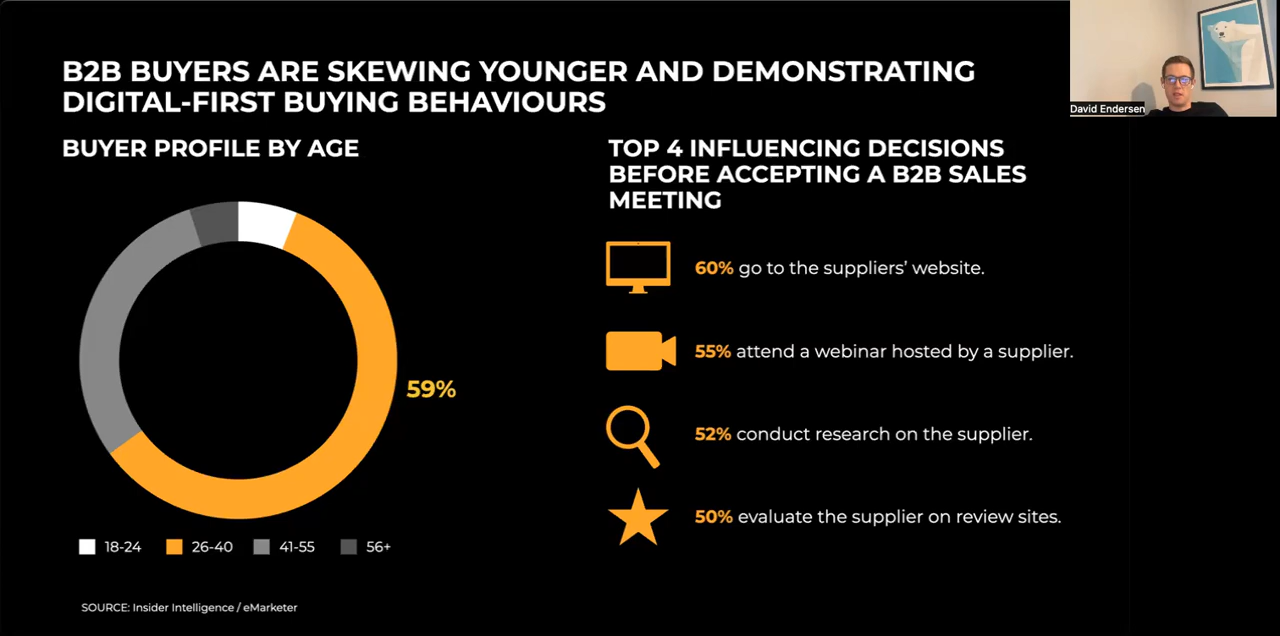 B2B BUYERS ARE SKEWING YOUNGER AND DEMONSTRATING
DIGITAL-FIRST BUYING BEHAVIOURS
David Endersen
BUYER PROFILE BY AGE
59%
18-24
26-40
41-55
56+
TOP 4 INFLUENCING DECISIONS
BEFORE ACCEPTING A B2B SALES
MEETING
60% go to the suppliers’ website.
55% attend a webinar hosted by a supplier.
52% conduct research on the supplier.
50% evaluate the supplier on review sites.
SOURCE: Insider Intelligence / eMarketer